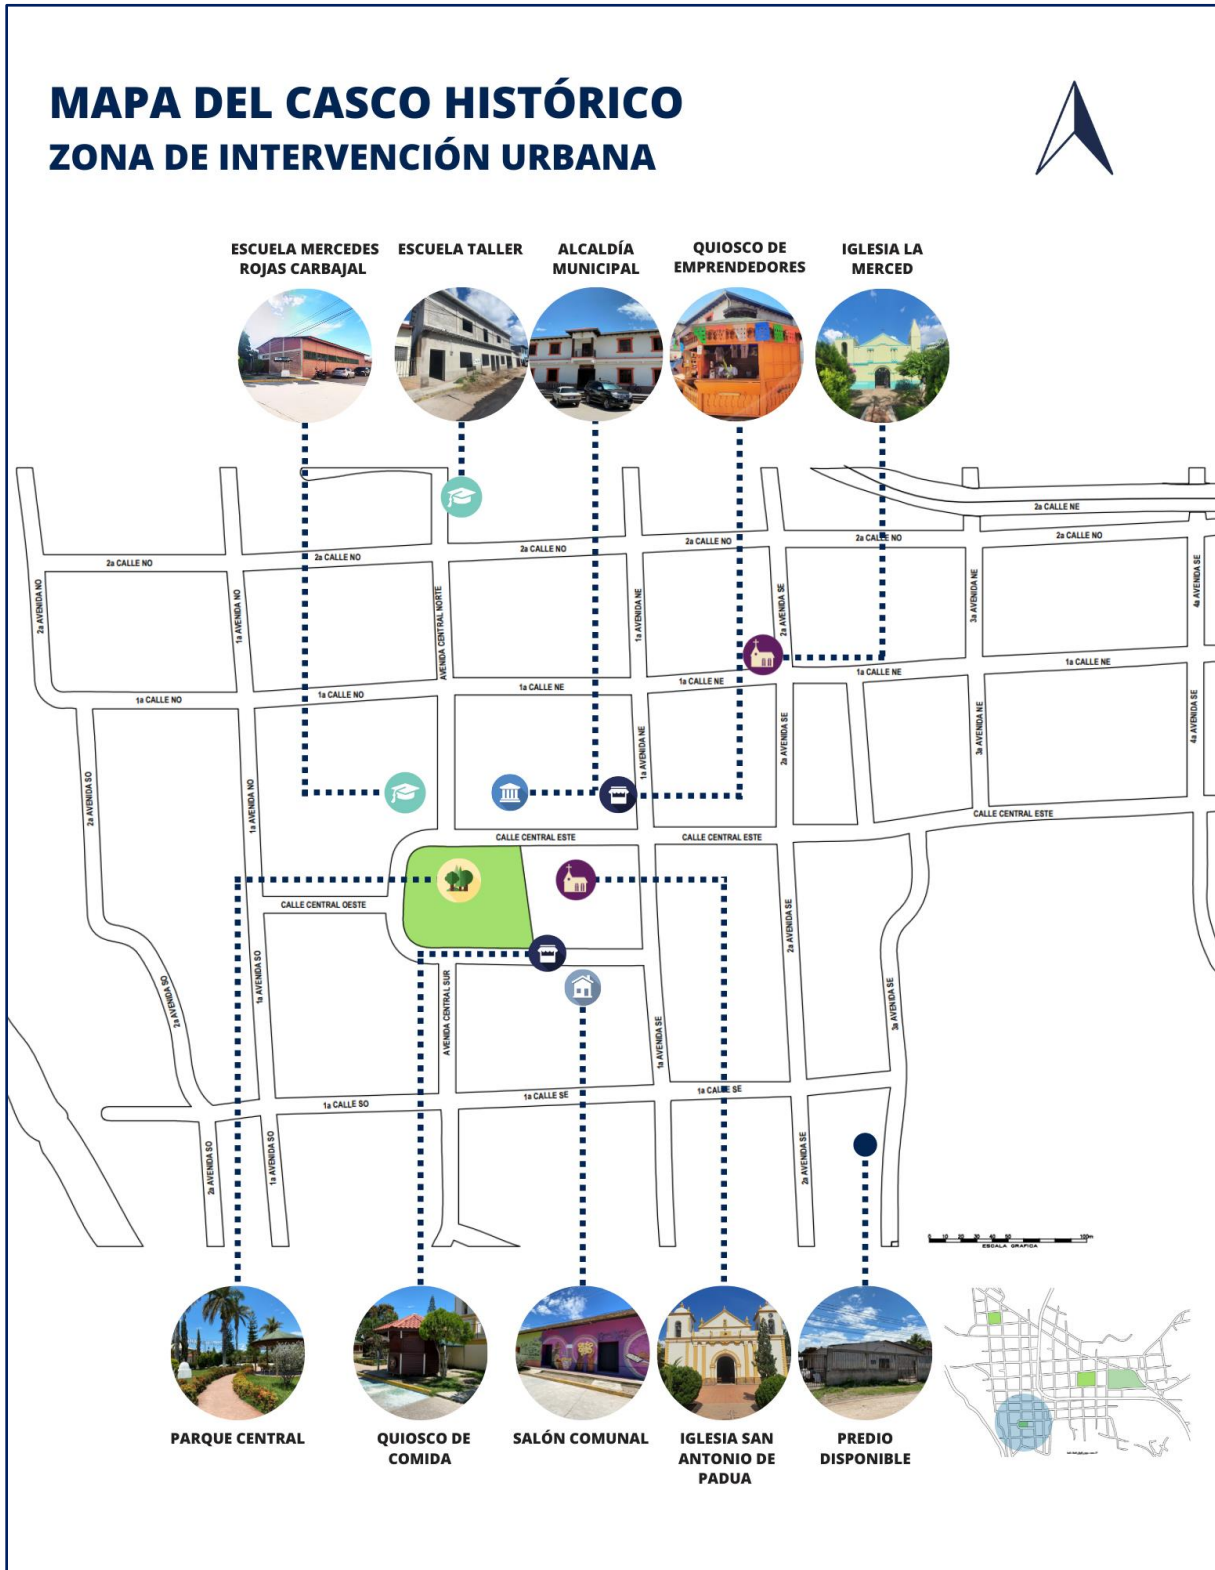 MAPA DEL CASCO HISTÓRICO
ZONA DE INTERVENCIÓN URBANA
ESCUELA MERCEDES
ROJAS CARBAJAL
ESCUELA TALLER
ALCALDÍA
MUNICIPAL
QUIOSCO DE
EMPRENDEDORES
IGLESIA LA
MERCED
2a CALLE NE
2a CALLE NO
2a CALLE NO
2a CALLE NO
2a CALLE NO
2a CALLE NO
2a CALLE NO
2a AVENIDA NO
1a AVENIDA NO
AVENIDA CENTRAL NORTE
1a AVENIDA NE
2a AVENIDA SE
3a AVENIDA NE
4a AVENIDA SE
1a CALLE NO
1a CALLE NO
1a CALLE NE
1a CALLE NE
1a CALLE NE
1a CALLE NE
2a AVENIDA SO
1a AVENIDA NO
1a AVENIDA NE
2a AVENIDA SE
3a AVENIDA NE
4a AVENIDA SE
CALLE CENTRAL ESTE
CALLE CENTRAL ESTE
CALLE CENTRAL ESTE
CALLE CENTRAL OESTE
2a AVENIDA SO
1a AVENIDA SO
AVENIDA CENTRAL SUR
1a AVENIDA SE
2a AVENIDA SE
3a AVENIDA SE
1a CALLE SO
1a CALLE SE
1a CALLE SE
2a AVENIDA SO
1a AVENIDA SO
2a AVENIDA SE
0 10 20 30 40 50 100m
ESCALA GRAFICA
PARQUE CENTRAL
QUIOSCO DE
COMIDA
SALÓN COMUNAL
IGLESIA SAN
ANTONIO DE
PADUA
PREDIO
DISPONIBLE